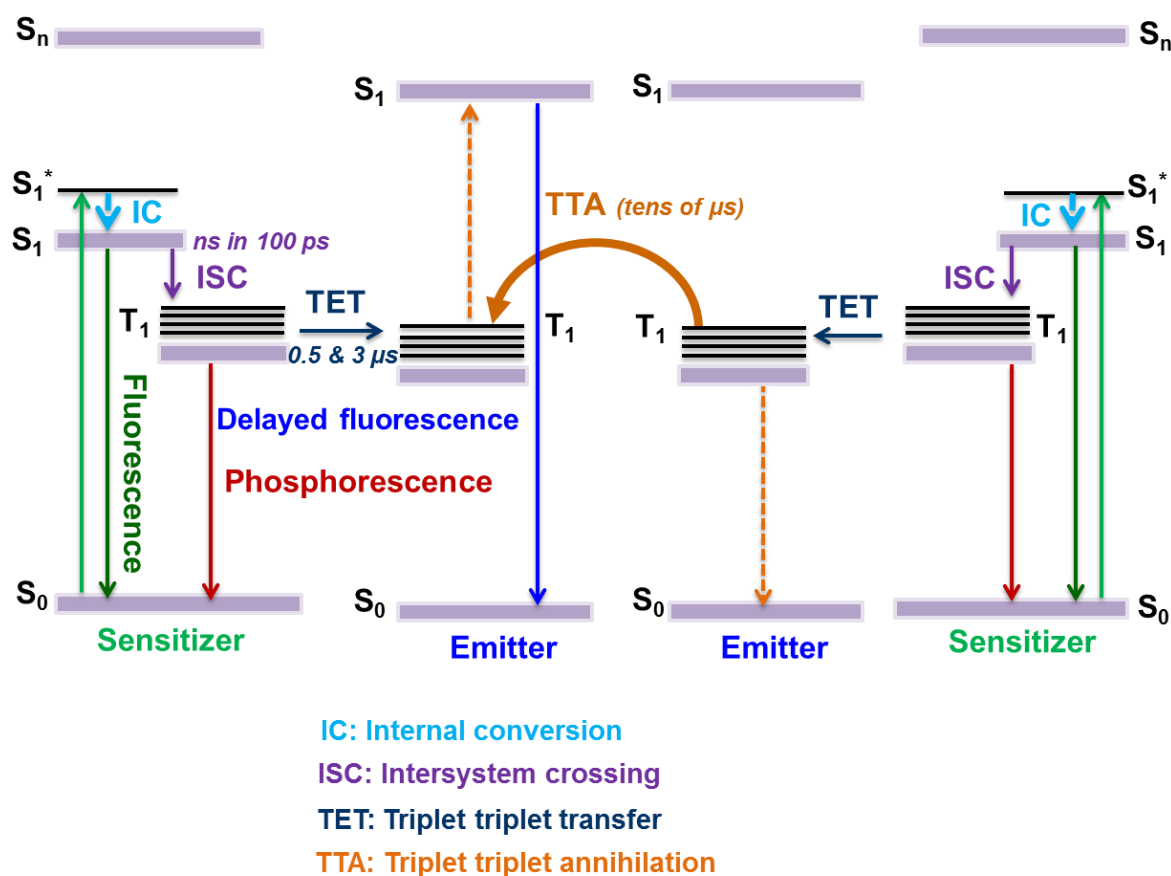 Sn
Sn
S1
S1
S1*
S1*
TTA (tens of µs)
IC
IC
S1
ns in 100 ps
S1
ISC
ISC
TET
TET
T1
T1
T1
T1
0.5 & 3 µs
Fluorescence
Delayed fluorescence
Phosphorescence
S0
S0
S0
S0
Sensitizer
Emitter
Emitter
Sensitizer
IC: Internal conversion
ISC: Intersystem crossing
TET: Triplet triplet transfer
TTA: Triplet triplet annihilation